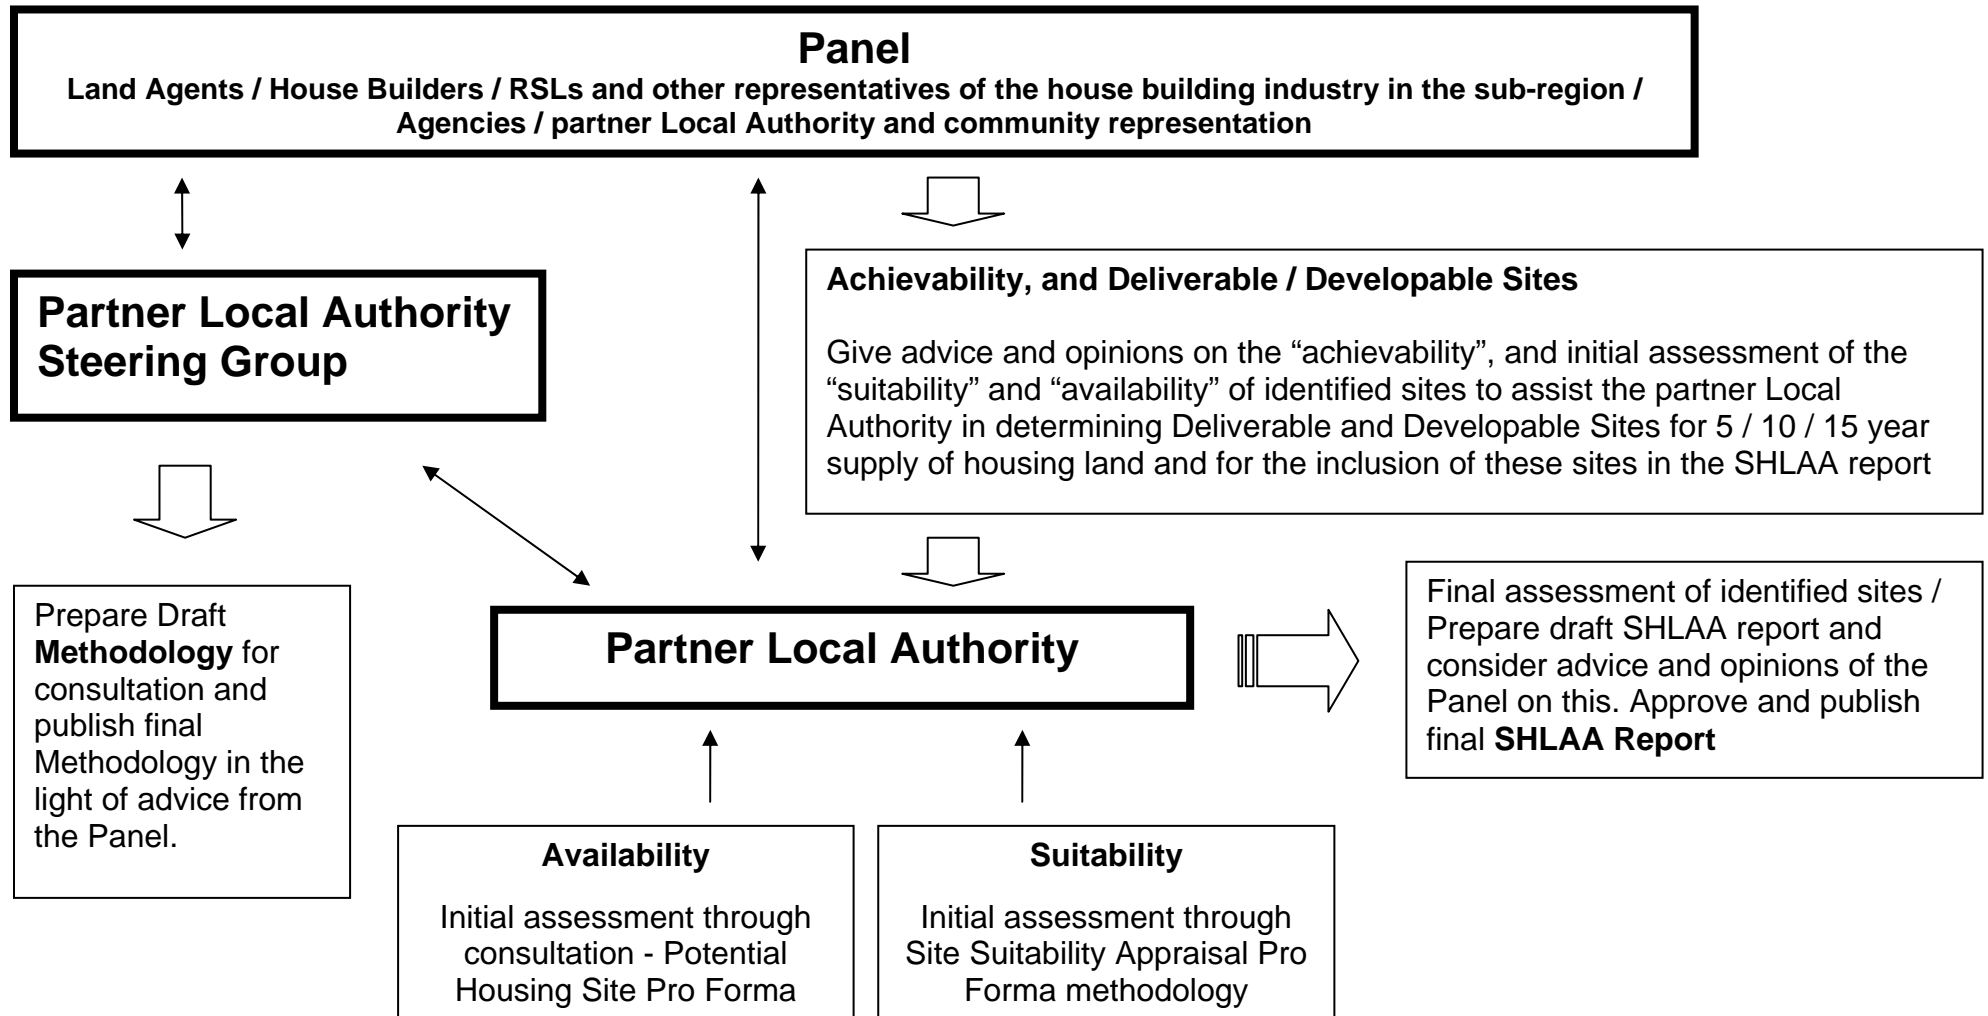 Panel
Land Agents / House Builders / RSLs and other representatives of the house building industry in the sub-region /
Agencies / partner Local Authority and community representation
Partner Local Authority
Steering Group
Achievability, and Deliverable / Developable Sites
Give advice and opinions on the “achievability”, and initial assessment of the
“suitability” and “availability” of identified sites to assist the partner Local
Authority in determining Deliverable and Developable Sites for 5 / 10 / 15 year
supply of housing land and for the inclusion of these sites in the SHLAA report
Prepare Draft
Methodology for
consultation and
publish final
Methodology in the
light of advice from
the Panel.
Partner Local Authority
Final assessment of identified sites /
Prepare draft SHLAA report and
consider advice and opinions of the
Panel on this. Approve and publish
final SHLAA Report
Availability
Initial assessment through
consultation - Potential
Housing Site Pro Forma
Suitability
Initial assessment through
Site Suitability Appraisal Pro
Forma methodology